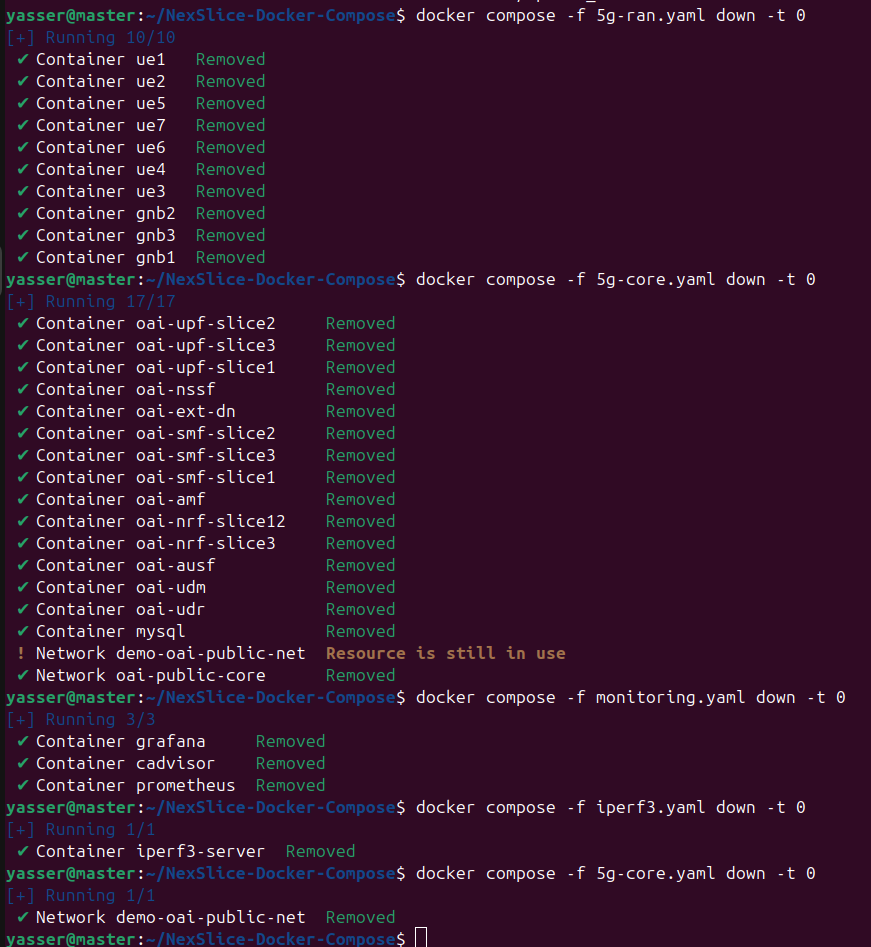 yasser@master:~/NexSlice-Docker-Compose$ docker compose -f 5g-ran.yaml down -t 0
[+] Running 10/10
✔ Container ue1 Removed
✔ Container ue2 Removed
✔ Container ue5 Removed
✔ Container ue7 Removed
✔ Container ue6 Removed
✔ Container ue4 Removed
✔ Container ue3 Removed
✔ Container gnb2 Removed
✔ Container gnb3 Removed
✔ Container gnb1 Removed
yasser@master:~/NexSlice-Docker-Compose$ docker compose -f 5g-core.yaml down -t 0
[+] Running 17/17
✔ Container oai-upf-slice2 Removed
✔ Container oai-upf-slice3 Removed
✔ Container oai-upf-slice1 Removed
✔ Container oai-nssf Removed
✔ Container oai-ext-dn Removed
✔ Container oai-smf-slice2 Removed
✔ Container oai-smf-slice3 Removed
✔ Container oai-smf-slice1 Removed
✔ Container oai-amf Removed
✔ Container oai-nrf-slice12 Removed
✔ Container oai-nrf-slice3 Removed
✔ Container oai-ausf Removed
✔ Container oai-udm Removed
✔ Container oai-udr Removed
✔ Container mysql Removed
! Network demo-oai-public-net Resource is still in use
✔ Network oai-public-core Removed
yasser@master:~/NexSlice-Docker-Compose$ docker compose -f monitoring.yaml down -t 0
[+] Running 3/3
✔ Container grafana Removed
✔ Container cadvisor Removed
✔ Container prometheus Removed
yasser@master:~/NexSlice-Docker-Compose$ docker compose -f iperf3.yaml down -t 0
[+] Running 1/1
✔ Container iperf3-server Removed
yasser@master:~/NexSlice-Docker-Compose$ docker compose -f 5g-core.yaml down -t 0
[+] Running 1/1
✔ Network demo-oai-public-net Removed
yasser@master:~/NexSlice-Docker-Compose$